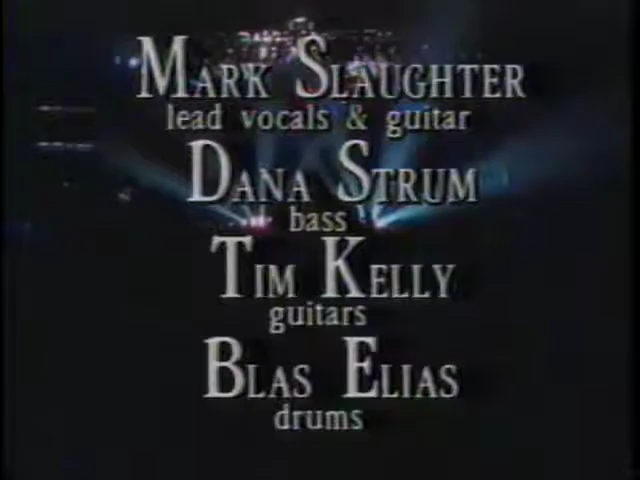 Mark Slaughter
lead vocals & guitar
Dana Strum
bass
Tim Kelly
guitars
Blas Elias
drums